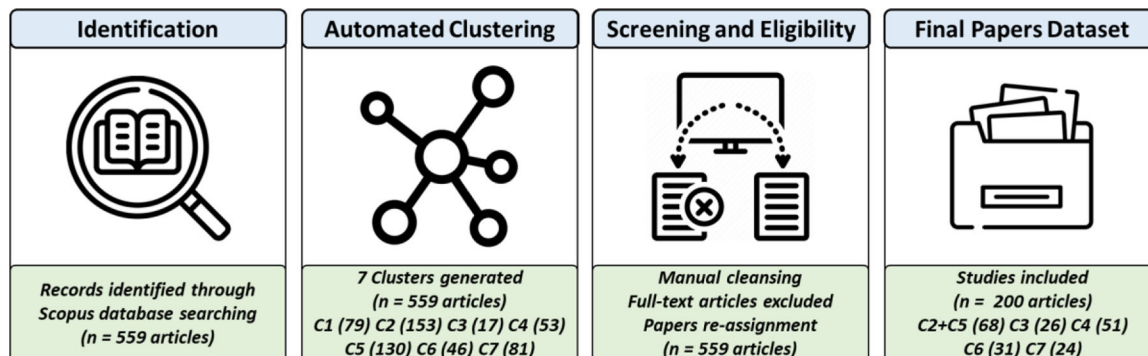 Identification
Records identified through
Scopus database searching
(n = 559 articles)
Automated Clustering
7 Clusters generated
(n = 559 articles)
C1 (79) C2 (153) C3 (17) C4 (53)
C5 (130) C6 (46) C7 (81)
Screening and Eligibility
Manual cleansing
Full-text articles excluded
Papers re-assignment
(n = 559 articles)
Final Papers Dataset
Studies included
(n = 200 articles)
C2+C5 (68) C3 (26) C4 (51)
C6 (31) C7 (24)